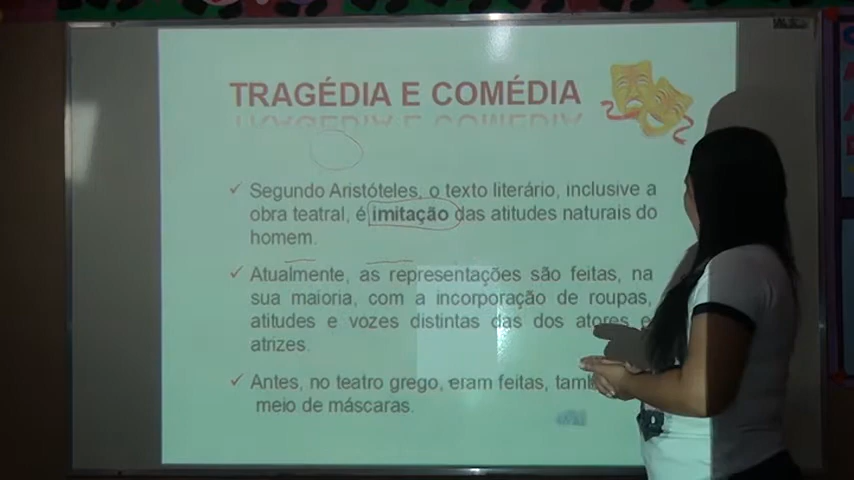 TRAGÉDIA E COMÉDIA
Segundo Aristóteles, o texto literário, inclusive a
obra teatral, é imitação das atitudes naturais do
homem.
Atualmente, as representações são feitas, na
sua maioria, com a incorporação de roupas,
atitudes e vozes distintas das dos atores e
atrizes.
Antes, no teatro grego, eram feitas,
meio de máscaras.